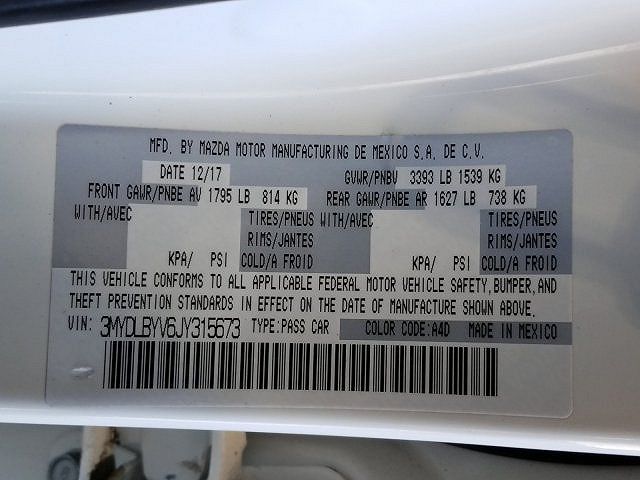 MFD. BY MAZDA MOTOR MANUFACTURING DE MEXICO S.A. DE C.V.
DATE 12/17 GVWR/PNBV 3393 LB 1539 KG
FRONT GAWR/PNBE AV 1795 LB 814 KG REAR GAWR/PNBE AR 1627 LB 738 KG
WITH/AVEC TIRES/PNEUS WITH/AVEC TIRES/PNEUS
RIMS/JANTES RIMS/JANTES
KPA/ PSI COLD/A FROID KPA/ PSI COLD/A FROID
THIS VEHICLE CONFORMS TO ALL APPLICABLE FEDERAL MOTOR VEHICLE SAFETY, BUMPER, AND
THEFT PREVENTION STANDARDS IN EFFECT ON THE DATE OF MANUFACTURE SHOWN ABOVE.
VIN: 3MYDLBYV6JY315673 TYPE:PASS CAR COLOR CODE:A4D MADE IN MEXICO